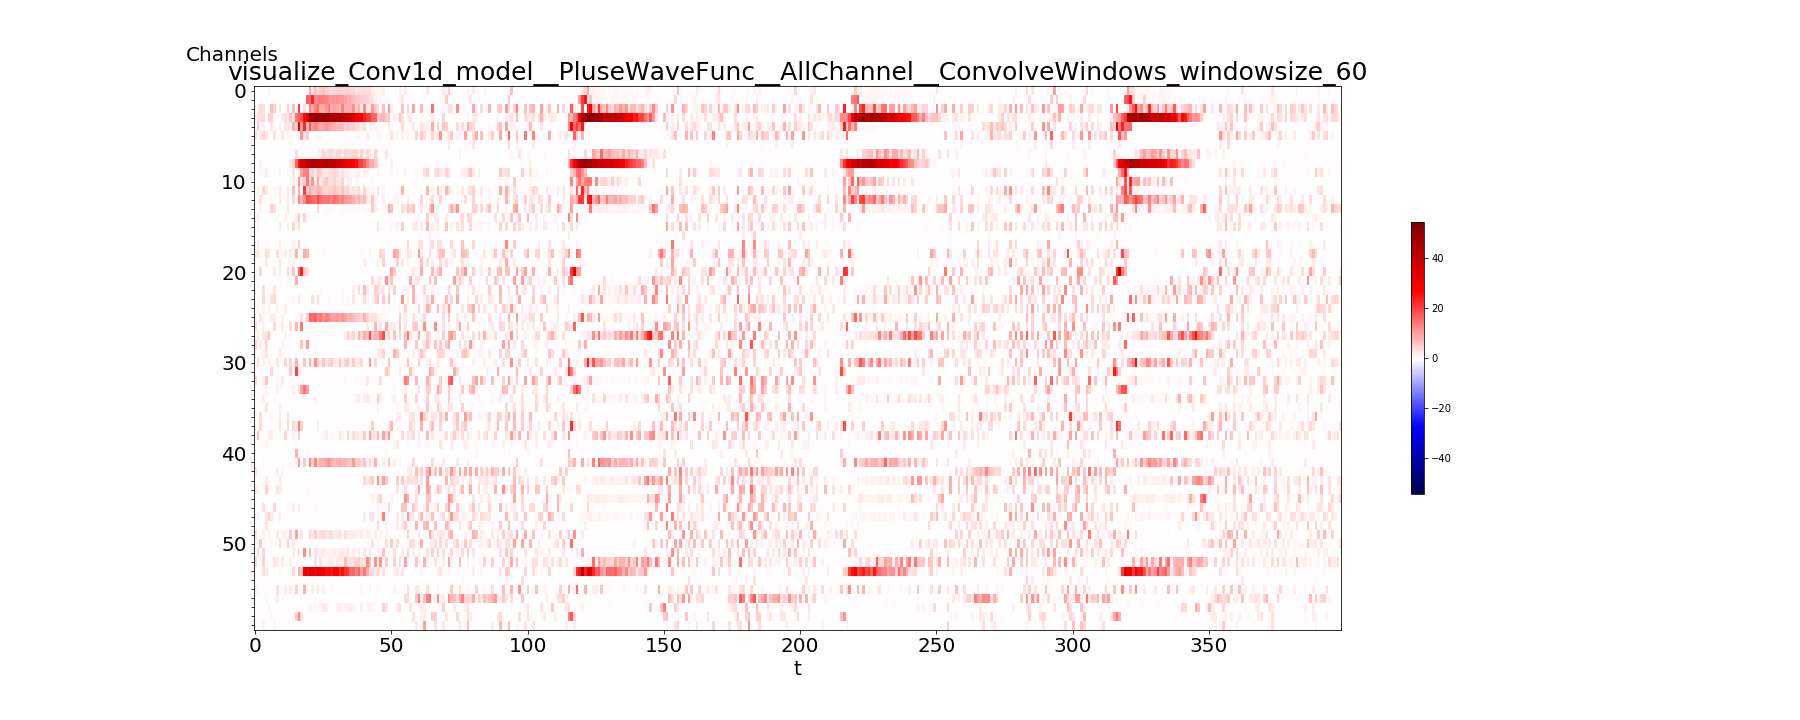 Channels
visualize_Conv1d_model__PluseWaveFunc__AllChannel__ConvolveWindows_windowsize_60
0
10
20
30
40
50
0 50 100 150 200 250 300 350
t
40
20
0
−20
−40